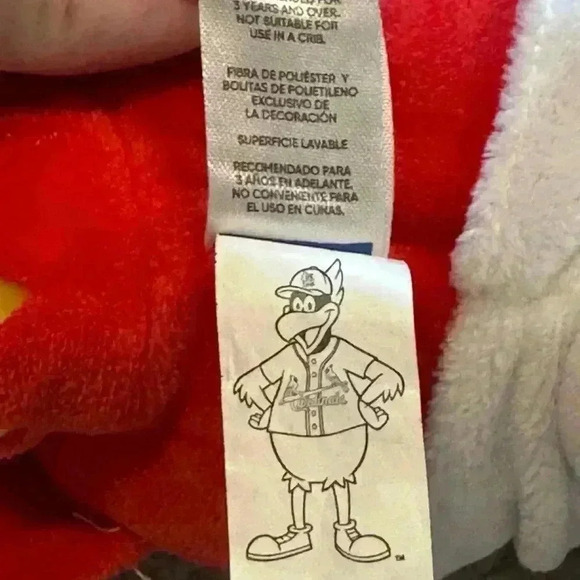 3 YEARS AND OVER.
NOT SUITABLE FOR
USE IN A CRIB.
FIBRA DE POLIÉSTER Y
BOLITAS DE POLIETILENO
EXCLUSIVO DE
LA DECORACIÓN
SUPERFICIE LAVABLE
RECOMENDADO PARA
3 AÑOS EN ADELANTE.
NO CONVENIENTE PARA
EL USO EN CUNAS.
Cardinals
TM